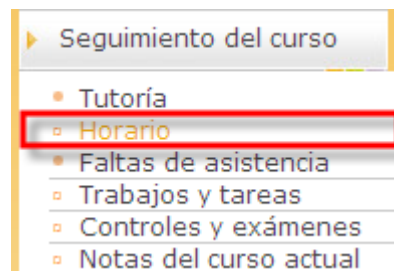 Seguimiento del curso
Tutoría
Horario
Faltas de asistencia
Trabajos y tareas
Controles y exámenes
Notas del curso actual